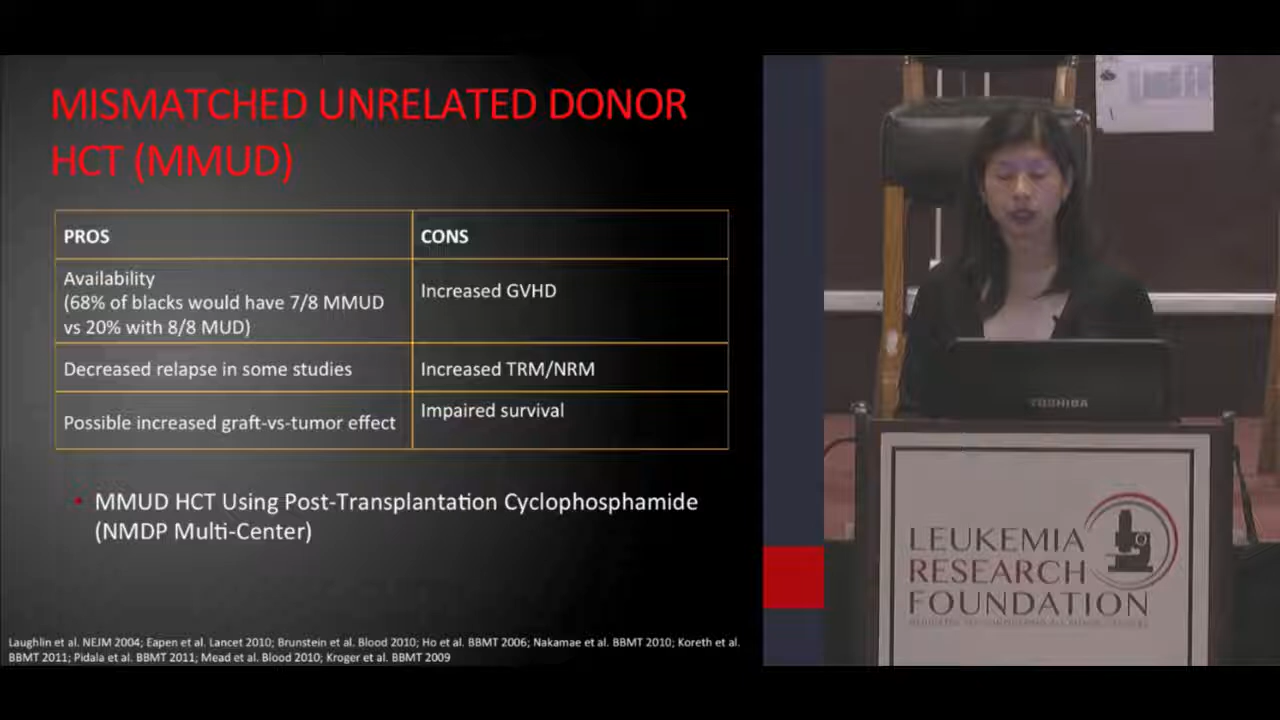 MISMATCHED UNRELATED DONOR
HCT (MMUD)
PROS
CONS
Availability
(68% of blacks would have 7/8 MMUD
vs 20% with 8/8 MUD)
Increased GVHD
Decreased relapse in some studies
Increased TRM/NRM
Possible increased graft-vs-tumor effect
Impaired survival
• MMUD HCT Using Post-Transplantation Cyclophosphamide
(NMDP Multi-Center)
Laughlin et al. NEJM 2004; Eapen et al. Lancet 2010; Brunstein et al. Blood 2010; Ho et al. BBMT 2006; Nakamae et al. BBMT 2010; Koreth et al.
BBMT 2011; Pidala et al. BBMT 2011; Mead et al. Blood 2010; Kroger et al. BBMT 2009
TOSHIBA
LEUKEMIA
RESEARCH
FOUNDATION